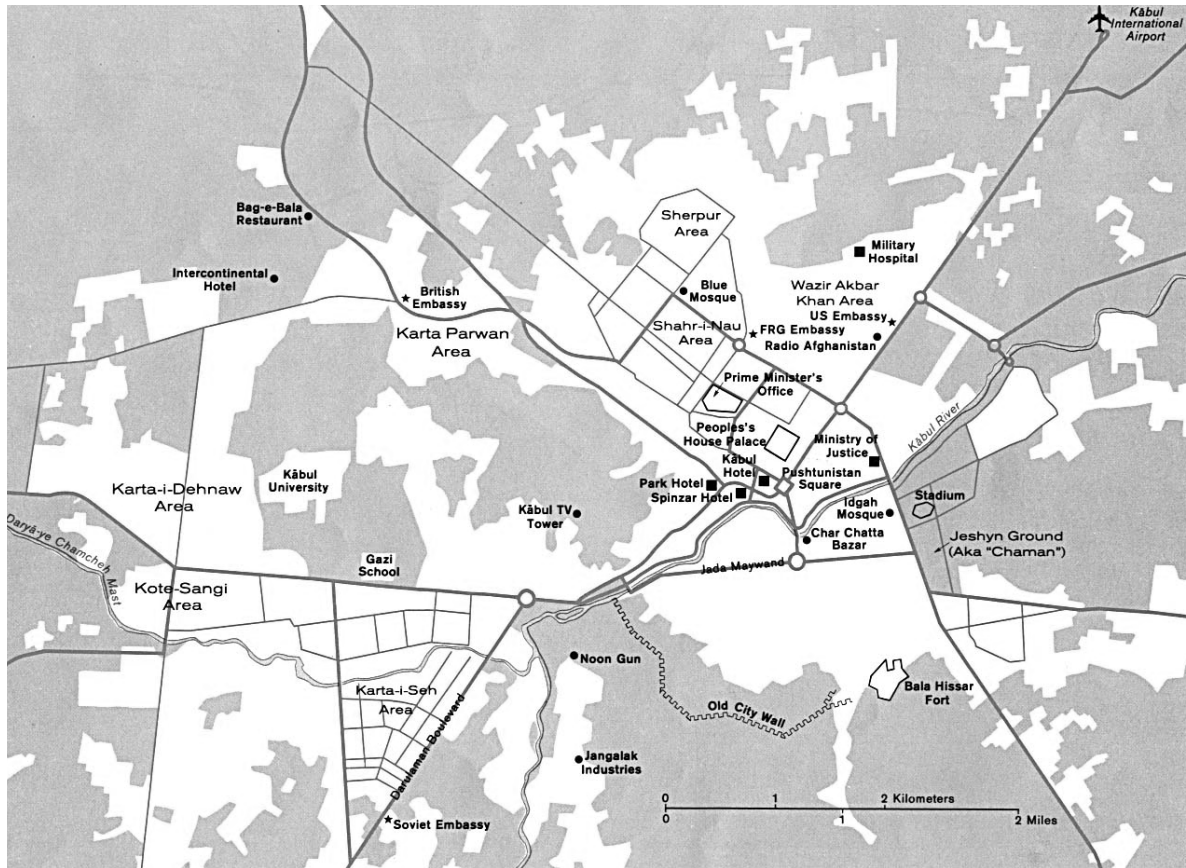 Kābul
International
Airport
Bag-e-Bala
Restaurant
Sherpur
Area
Military
Hospital
Intercontinental
Hotel
British
Embassy
Blue
Mosque
Wazir Akbar
Khan Area
US Embassy
Karta Parwan
Area
Shahr-i-Nau
Area
FRG Embassy
Radio Afghanistan
Prime Minister's
Office
Kābul River
Peoples's
House Palace
Ministry of
Justice
Kābul
Hotel
Pushtunistan
Square
Karta-i-Dehnaw
Area
Kābul
University
Park Hotel
Spinzar Hotel
Stadium
Idgah
Mosque
Kābul TV
Tower
Char Chatta
Bazar
Jeshyn Ground
(Aka "Chaman")
Daryā-ye Chamcheh Mast
Gazi
School
Jada Maywand
Kote-Sangi
Area
Noon Gun
Karta-i-Seh
Area
Bala Hissar
Fort
Old City Wall
Darulaman Boulevard
Jangalak
Industries
0 1 2 Kilometers
0 1 2 Miles
Soviet Embassy